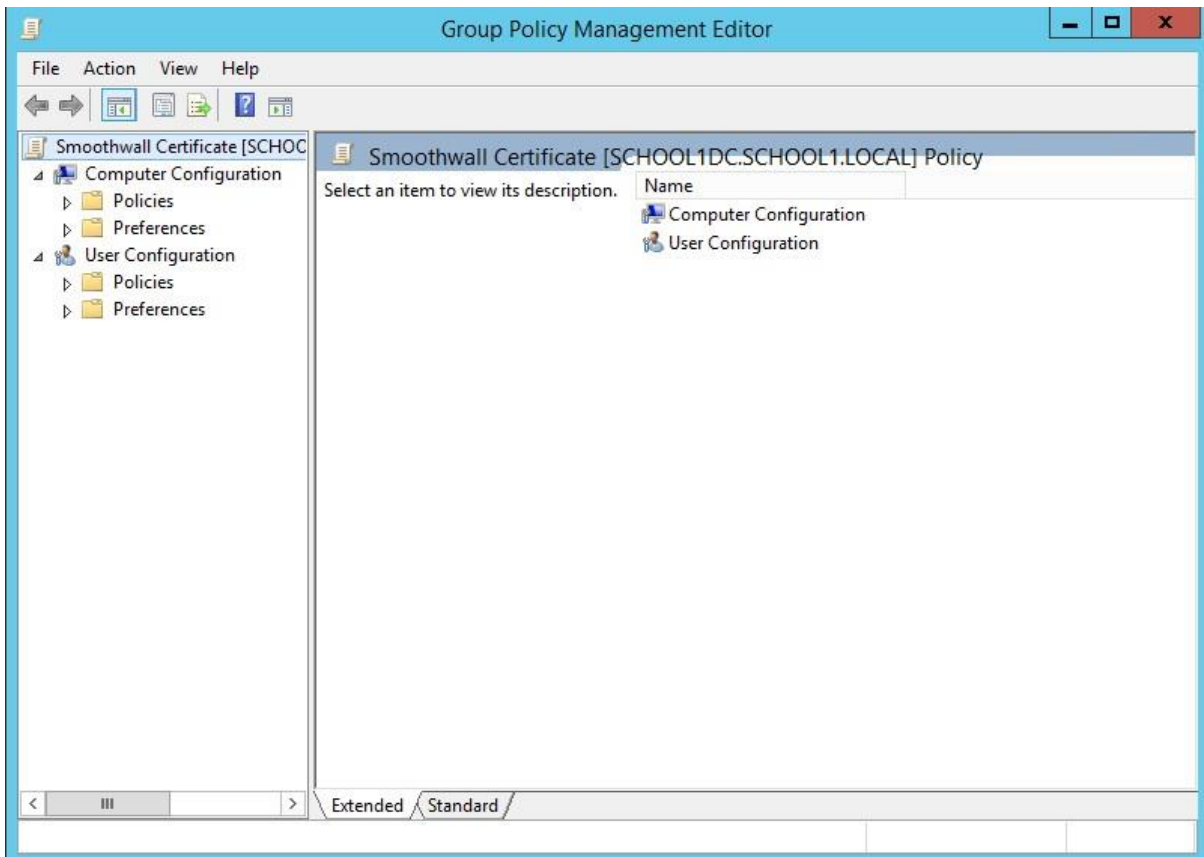 Group Policy Management Editor
File Action View Help
Smoothwall Certificate [SCHOC
Computer Configuration
Policies
Preferences
User Configuration
Policies
Preferences
Smoothwall Certificate [SCHOOL1DC.SCHOOL1.LOCAL] Policy
Select an item to view its description.
Name
Computer Configuration
User Configuration
Extended Standard